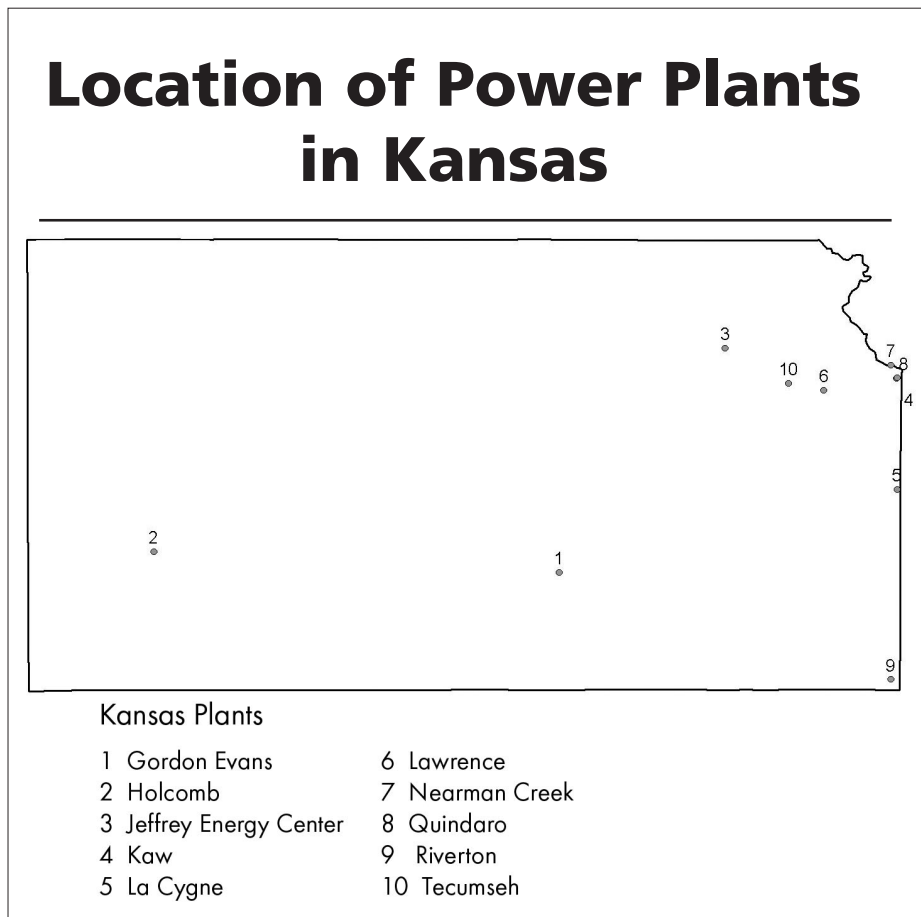 Location of Power Plants
in Kansas
3
7
8
10
6
4
5
2
1
9
Kansas Plants
1 Gordon Evans
2 Holcomb
3 Jeffrey Energy Center
4 Kaw
5 La Cygne
6 Lawrence
7 Nearman Creek
8 Quindaro
9 Riverton
10 Tecumseh